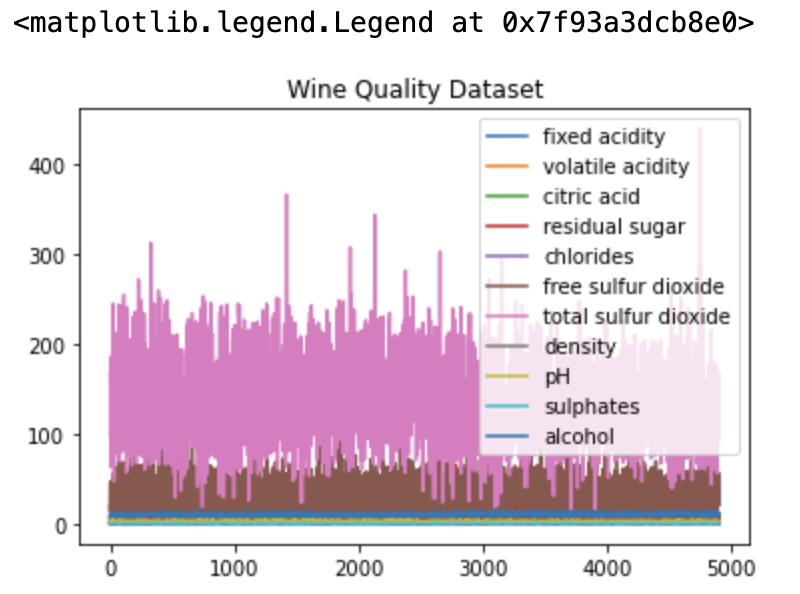 <matplotlib.legend.Legend at 0x7f93a3dcb8e0>
Wine Quality Dataset
fixed acidity
volatile acidity
citric acid
residual sugar
chlorides
free sulfur dioxide
total sulfur dioxide
density
pH
sulphates
alcohol
400
300
200
100
0
0 1000 2000 3000 4000 5000